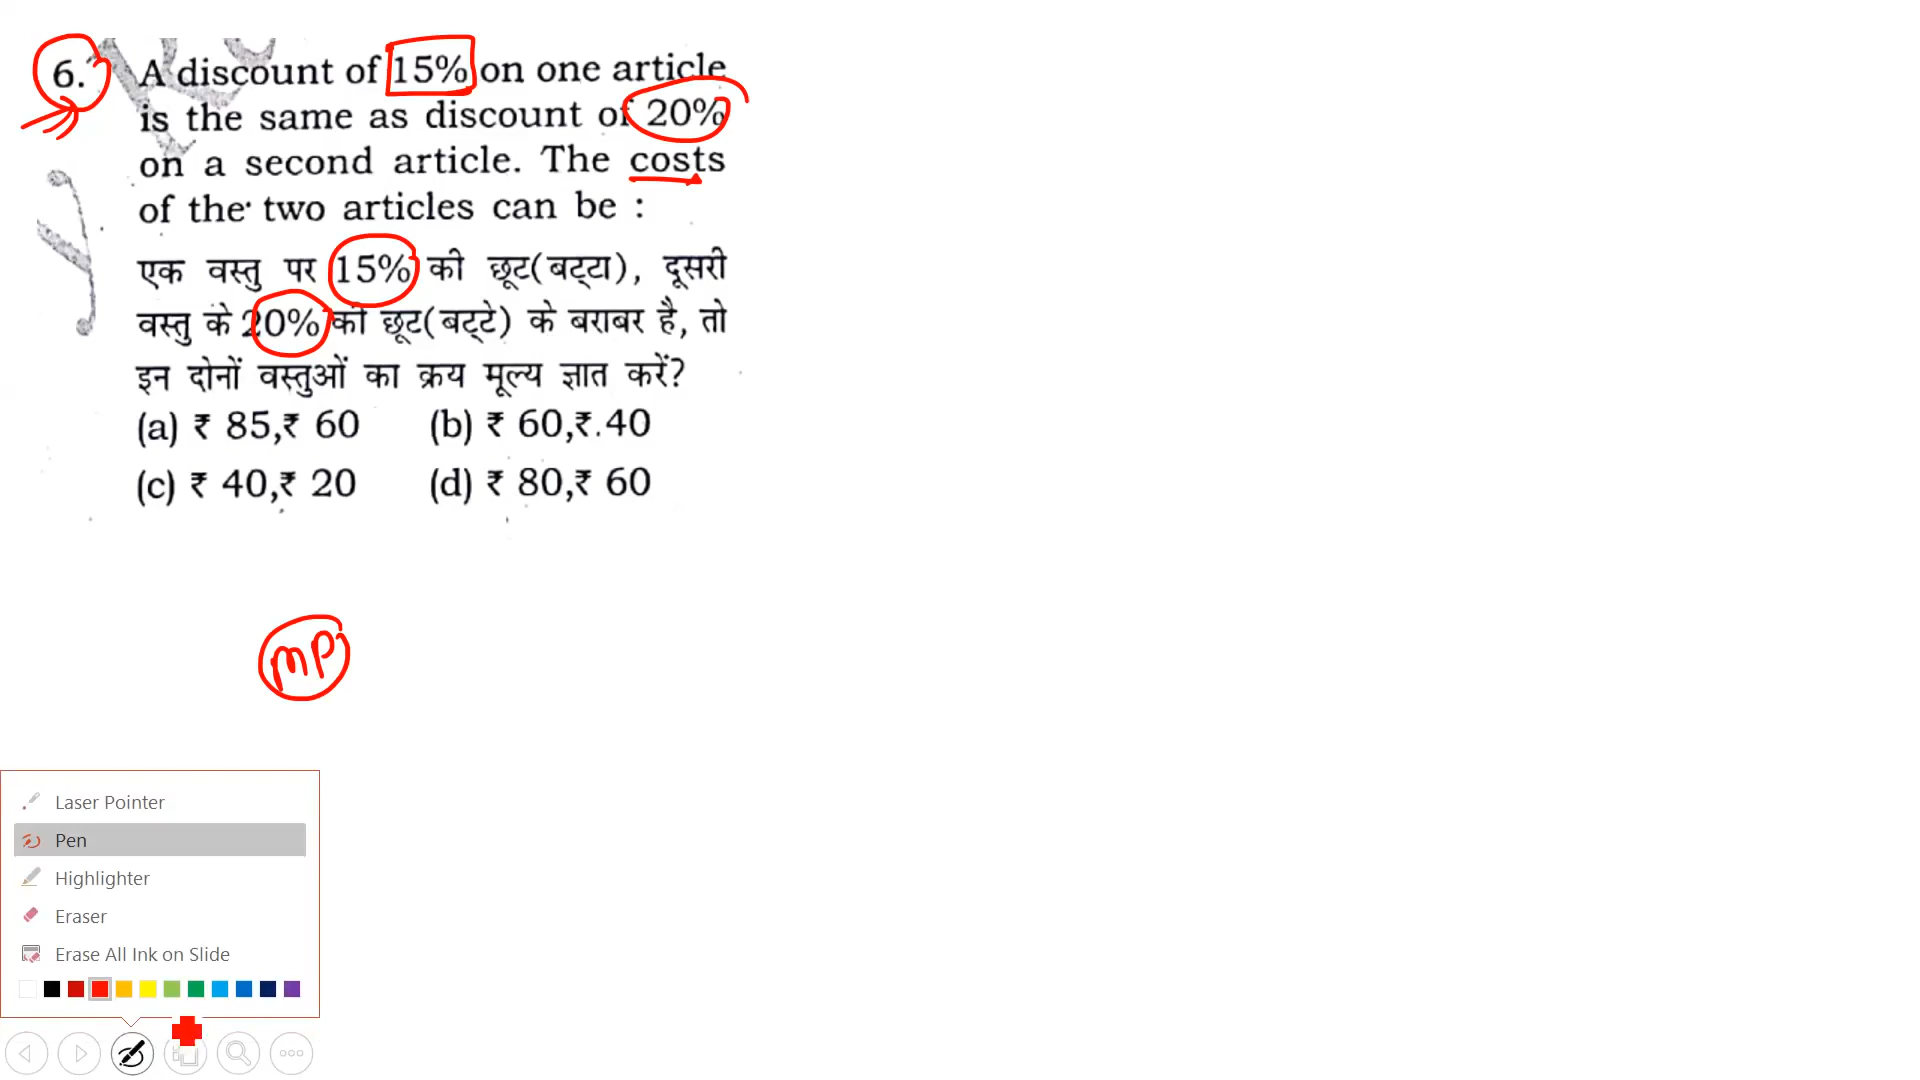 6. A discount of 15% on one article
is the same as discount of 20%
on a second article. The costs
of the two articles can be :
एक वस्तु पर 15% की छूट(बट्टा), दूसरी
वस्तु के 20% की छूट(बट्टे) के बराबर है, तो
इन दोनों वस्तुओं का क्रय मूल्य ज्ञात करें?
(a) ₹ 85,₹ 60 (b) ₹ 60,₹.40
(c) ₹ 40,₹ 20 (d) ₹ 80,₹ 60
MP
Laser Pointer
Pen
Highlighter
Eraser
Erase All Ink on Slide